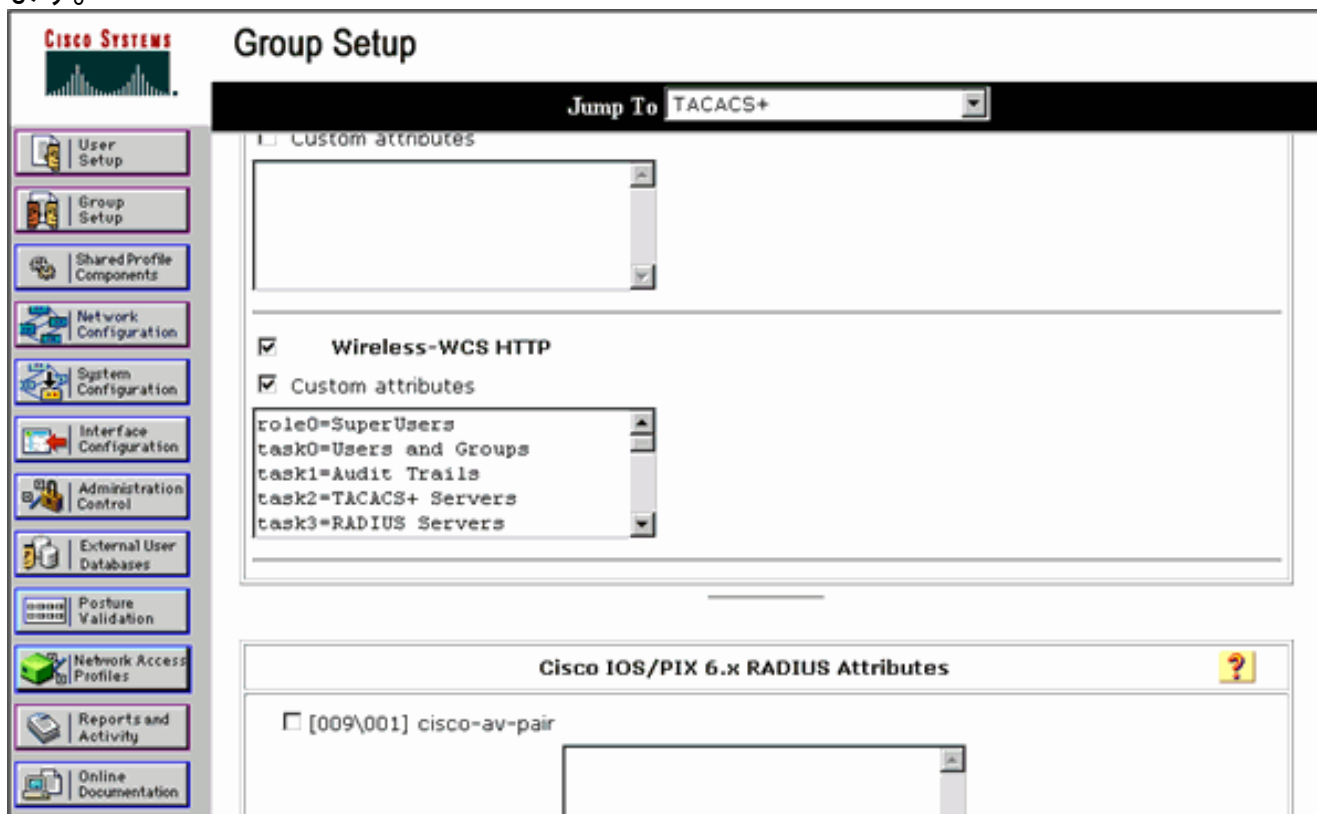 ます。
CISCO SYSTEMS
Group Setup
Jump To TACACS+
User
Setup
Group
Setup
Shared Profile
Components
Network
Configuration
System
Configuration
Interface
Configuration
Administration
Control
External User
Databases
Posture
Validation
Network Access
Profiles
Reports and
Activity
Online
Documentation
Custom attributes
Wireless-WCS HTTP
Custom attributes
role0=SuperUsers
task0=Users and Groups
task1=Audit Trails
task2=TACACS+ Servers
task3=RADIUS Servers
Cisco IOS/PIX 6.x RADIUS Attributes
?
[009\001] cisco-av-pair